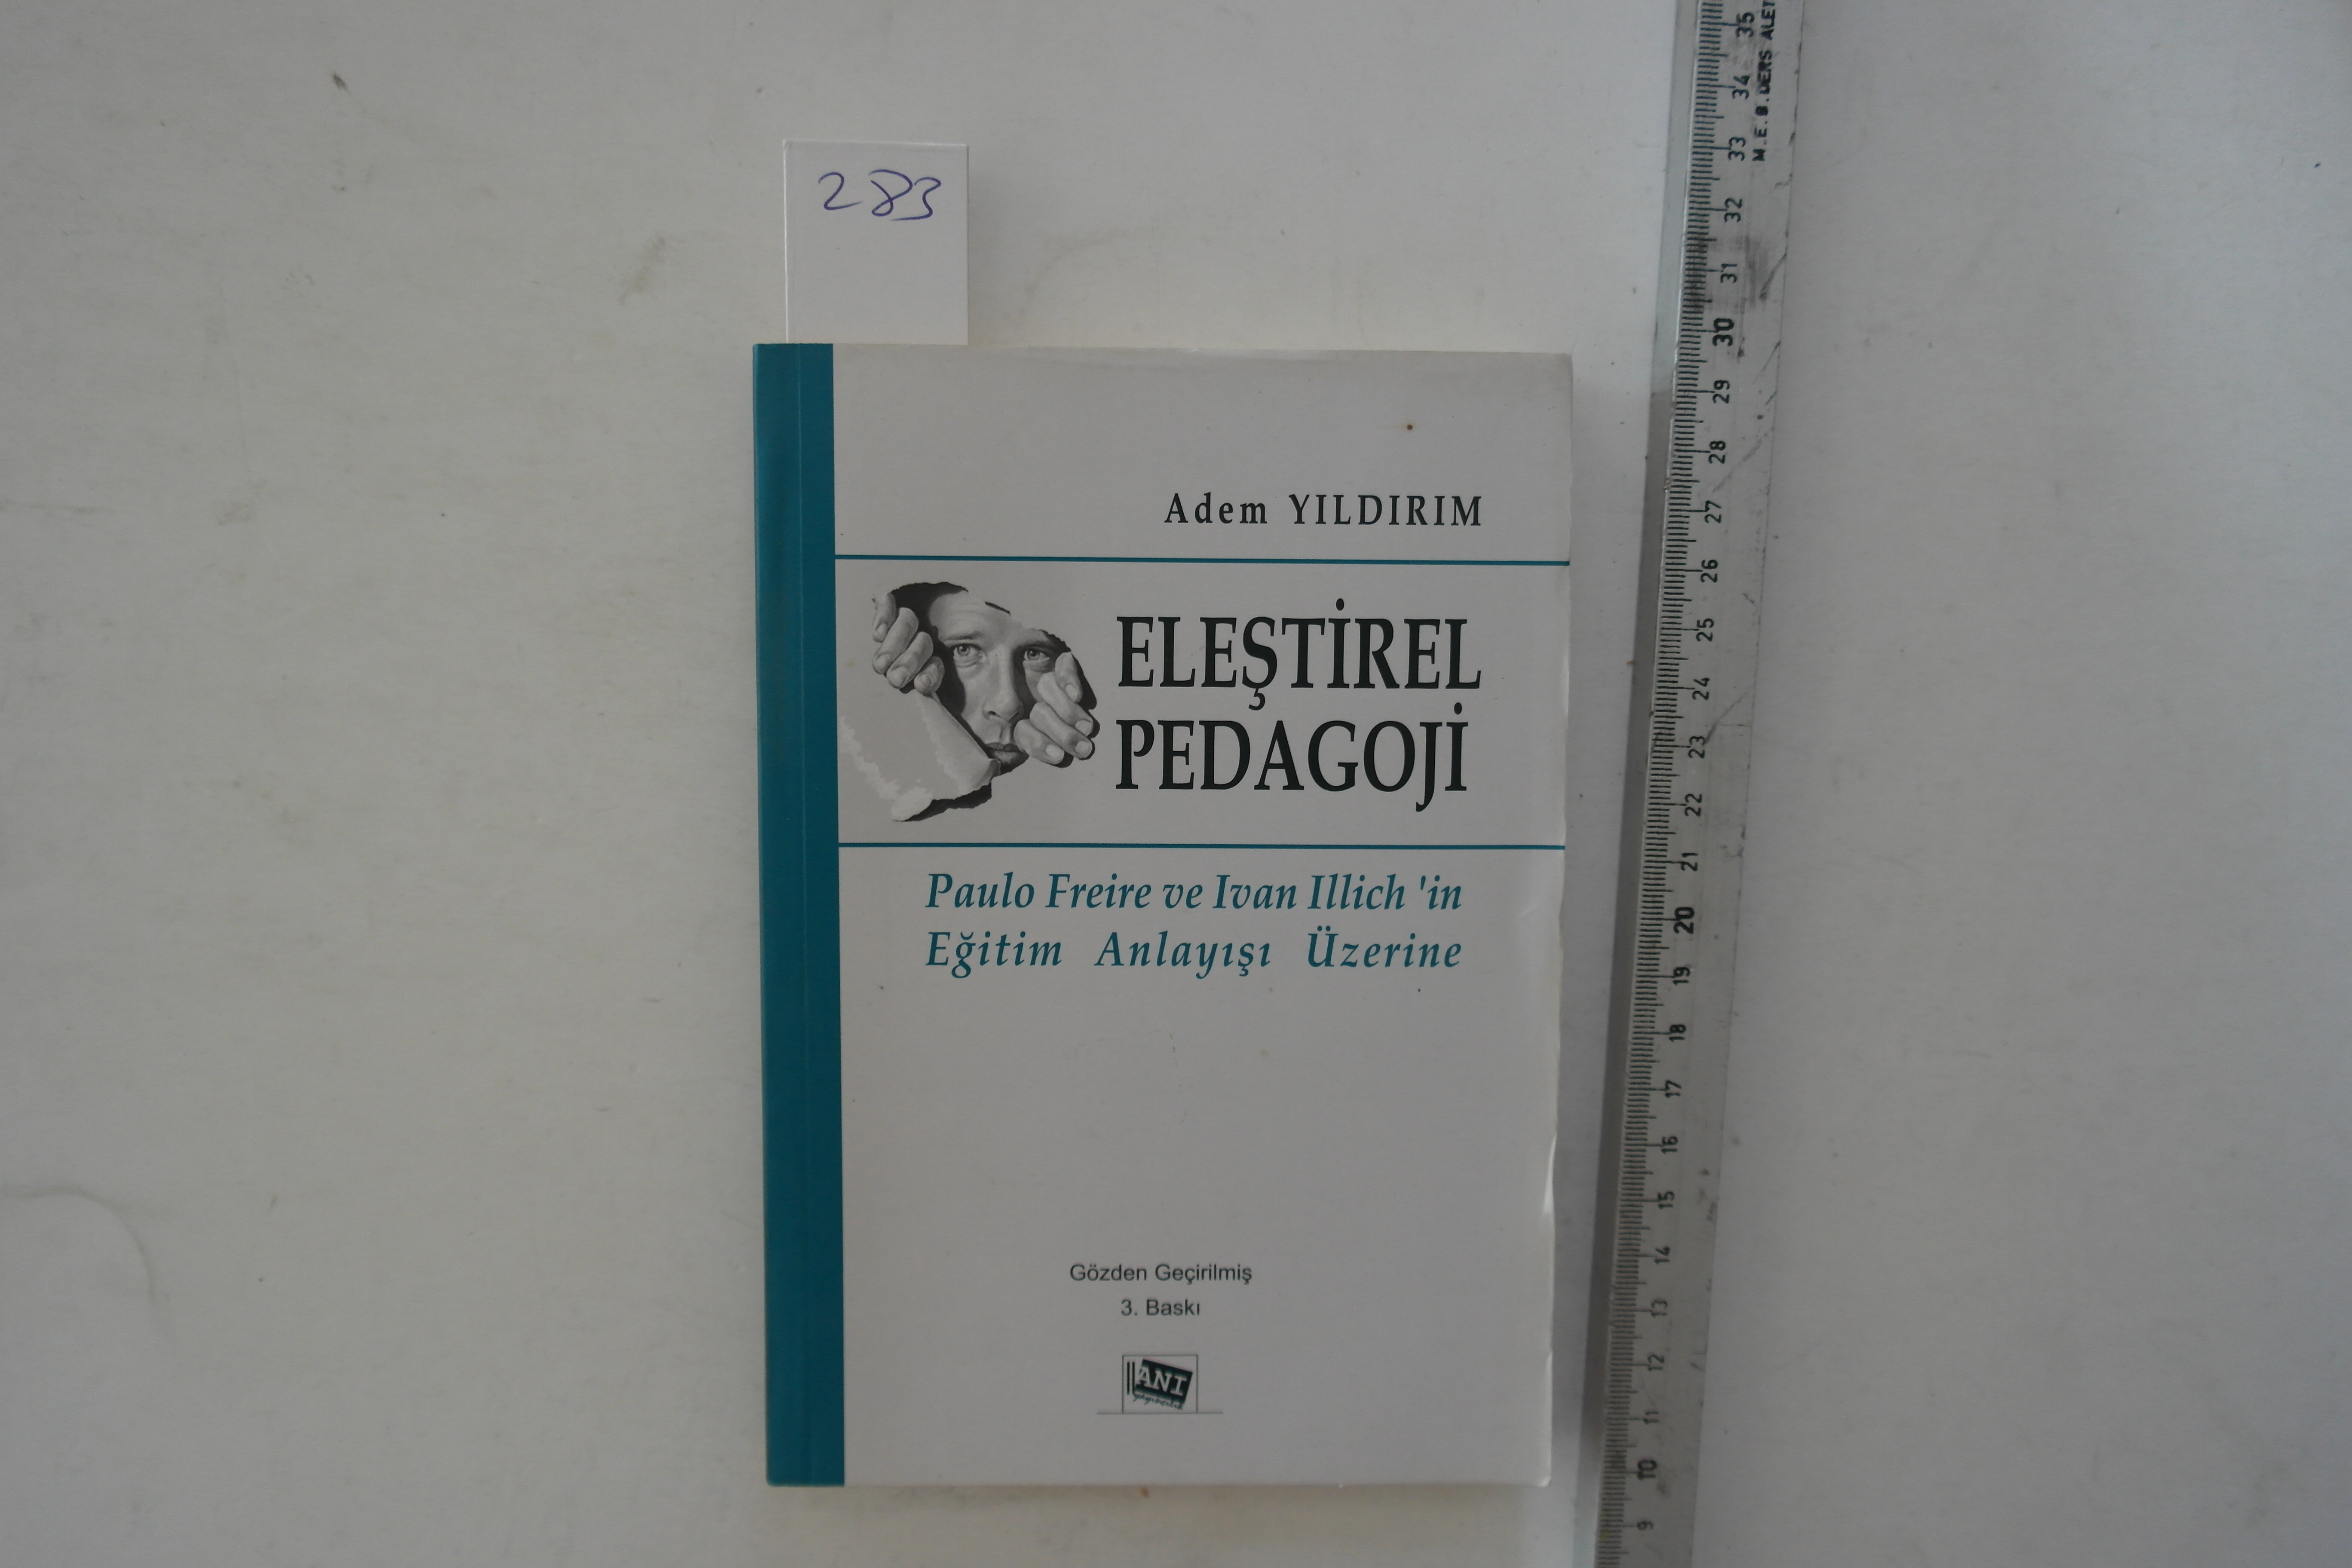 283
Adem YILDIRIM
ELEŞTİREL
PEDAGOJİ
Paulo Freire ve Ivan Illich 'in
Eğitim Anlayışı Üzerine
Gözden Geçirilmiş
3. Baskı
ANI
yayıncılık
35
34
33
32
31
30
29
28
27
26
25
24
23
22
21
20
19
18
17
16
15
14
13
12
11
10
9
M.E.B. DERS ALET